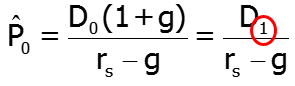 P̂₀ = D₀(1+g) / (rₛ − g) = D₁ / (rₛ − g)